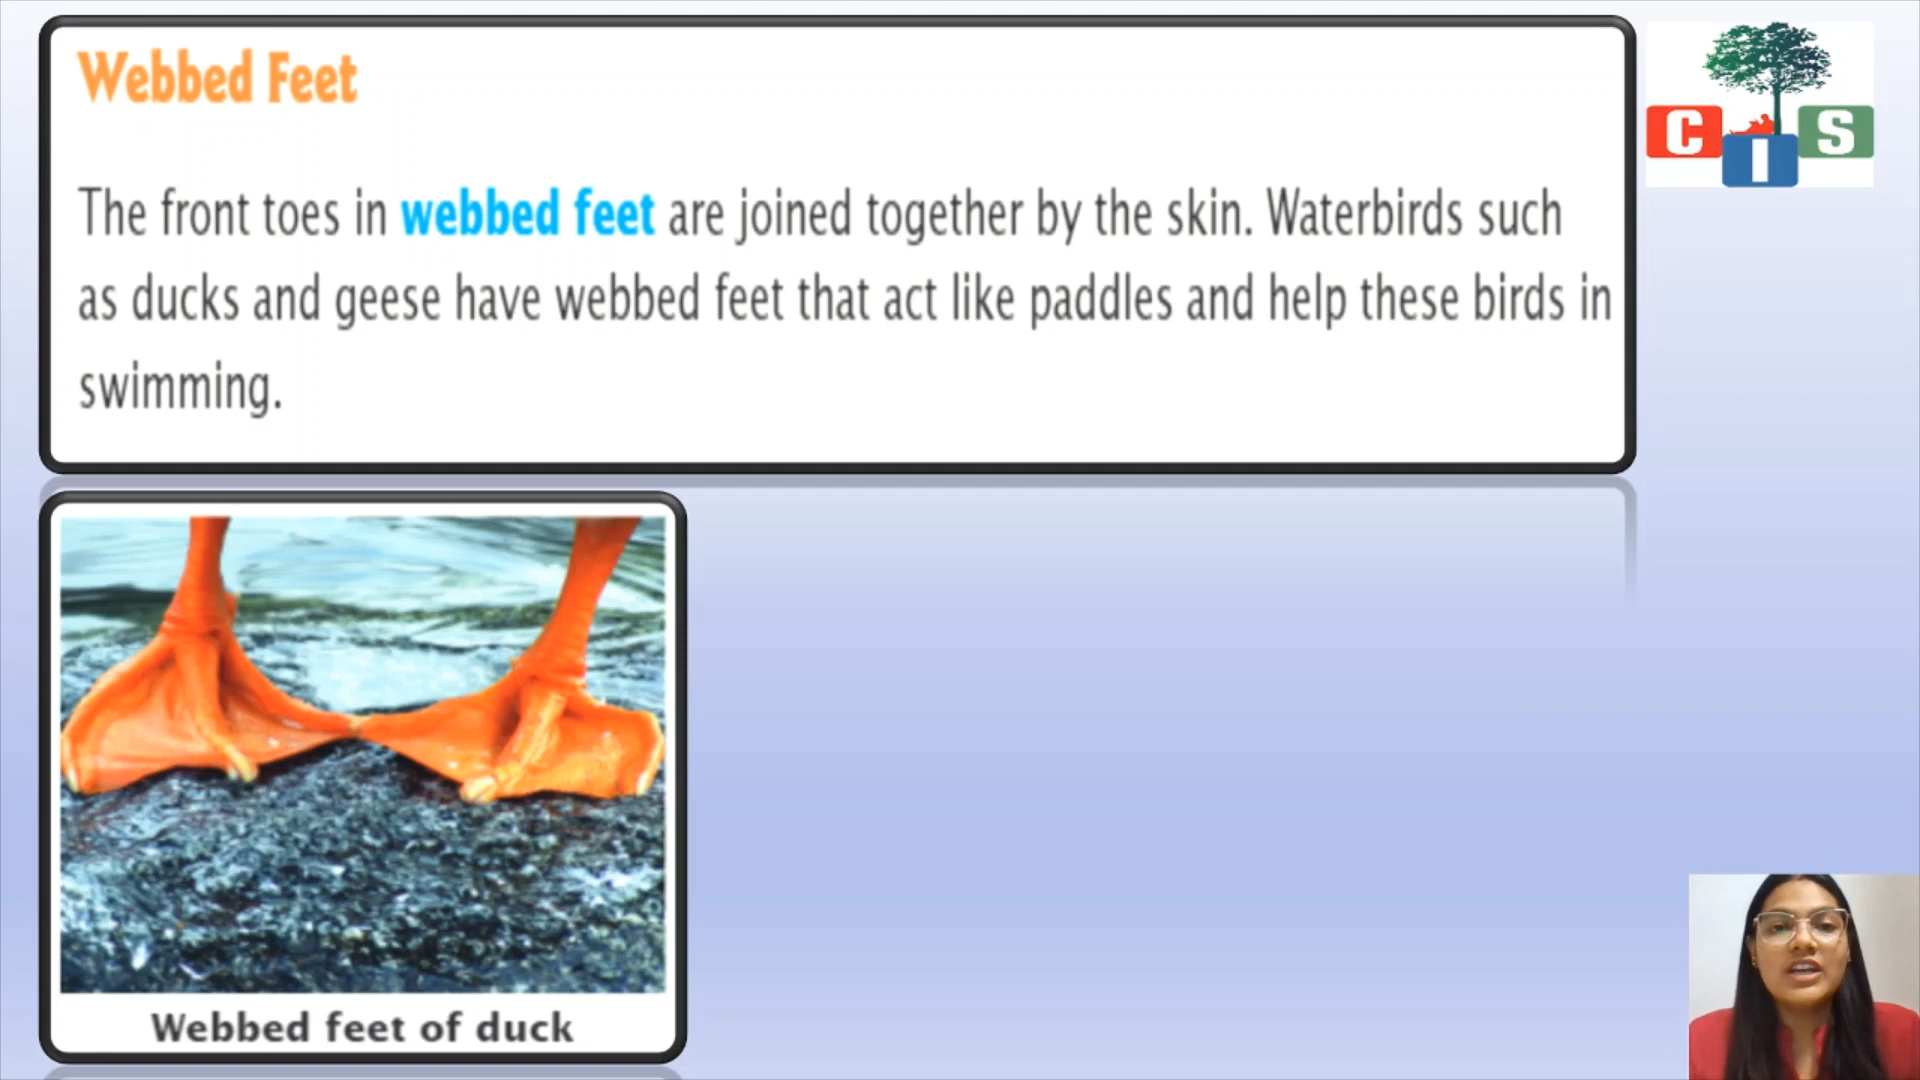 Webbed Feet
C I S
The front toes in webbed feet are joined together by the skin. Waterbirds such
as ducks and geese have webbed feet that act like paddles and help these birds in
swimming.
Webbed feet of duck